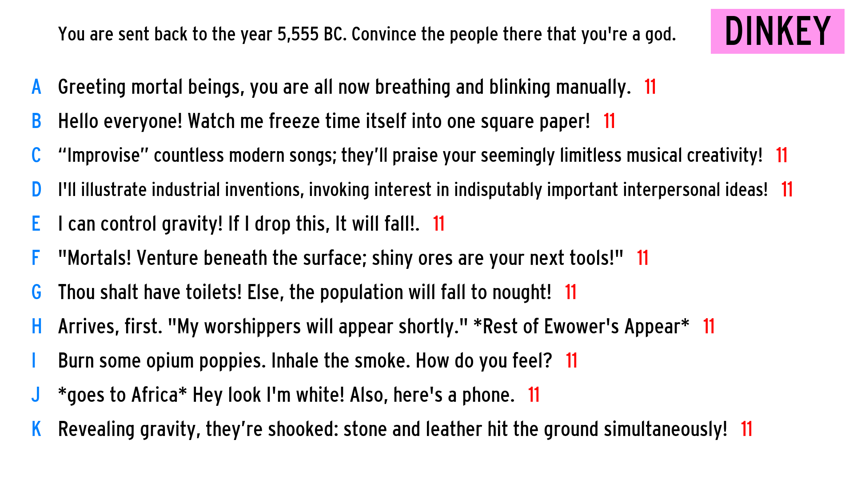 You are sent back to the year 5,555 BC. Convince the people there that you're a god.
DINKEY
A Greeting mortal beings, you are all now breathing and blinking manually. 11
B Hello everyone! Watch me freeze time itself into one square paper! 11
C “Improvise” countless modern songs; they’ll praise your seemingly limitless musical creativity! 11
D I'll illustrate industrial inventions, invoking interest in indisputably important interpersonal ideas! 11
E I can control gravity! If I drop this, It will fall!. 11
F "Mortals! Venture beneath the surface; shiny ores are your next tools!" 11
G Thou shalt have toilets! Else, the population will fall to nought! 11
H Arrives, first. "My worshippers will appear shortly." *Rest of Ewower's Appear* 11
I Burn some opium poppies. Inhale the smoke. How do you feel? 11
J *goes to Africa* Hey look I'm white! Also, here's a phone. 11
K Revealing gravity, they’re shooked: stone and leather hit the ground simultaneously! 11